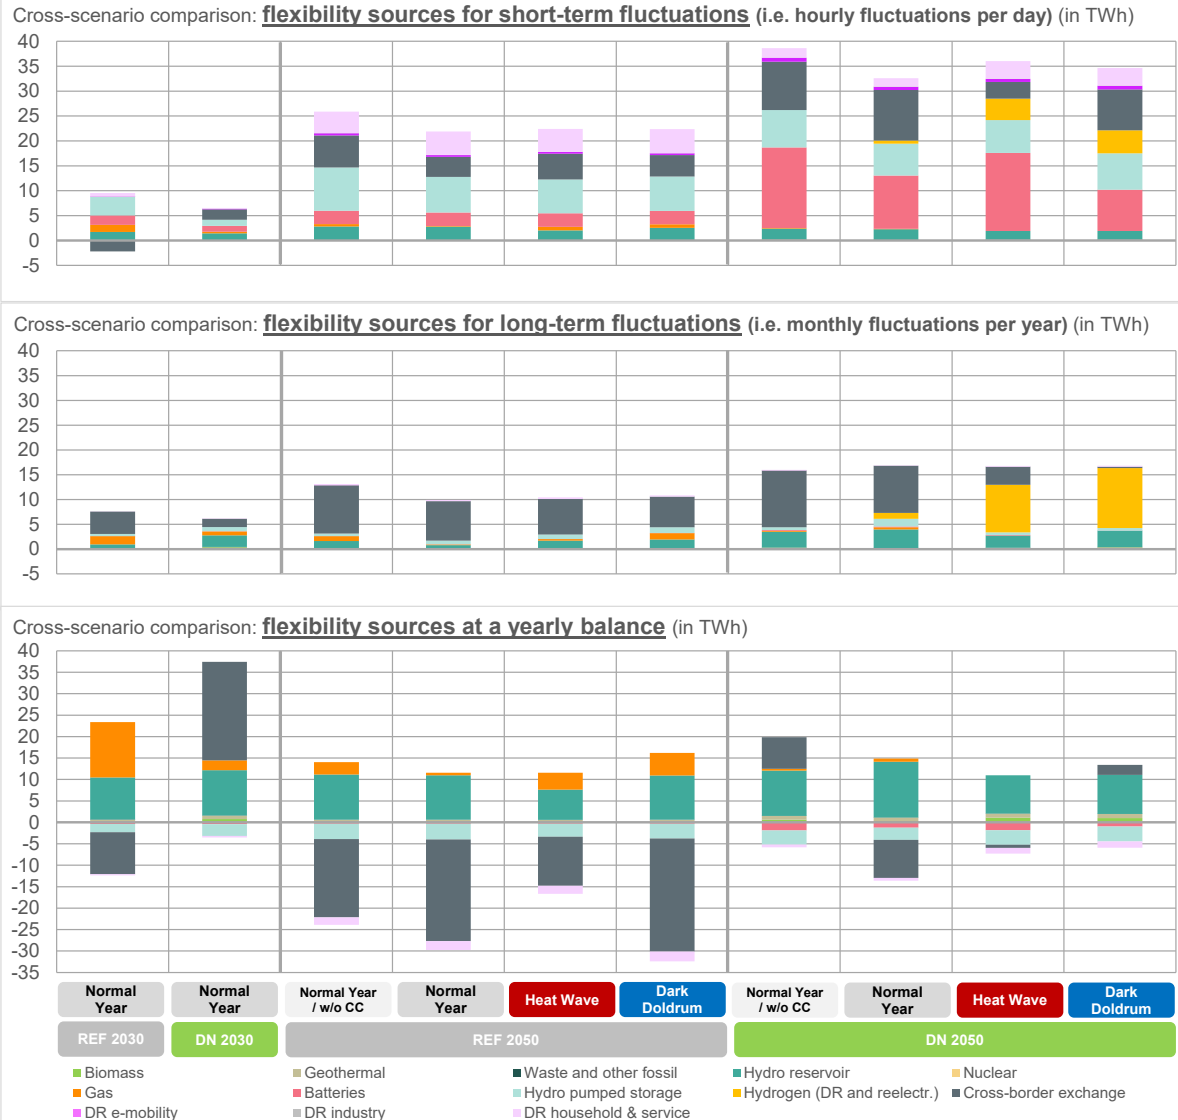 Cross-scenario comparison: flexibility sources for short-term fluctuations (i.e. hourly fluctuations per day) (in TWh)
40
35
30
25
20
15
10
5
0
-5
Cross-scenario comparison: flexibility sources for long-term fluctuations (i.e. monthly fluctuations per year) (in TWh)
40
35
30
25
20
15
10
5
0
-5
Cross-scenario comparison: flexibility sources at a yearly balance (in TWh)
40
35
30
25
20
15
10
5
0
-5
-10
-15
-20
-25
-30
-35
Normal Year
Normal Year
Normal Year / w/o CC
Normal Year
Heat Wave
Dark Doldrum
Normal Year / w/o CC
Normal Year
Heat Wave
Dark Doldrum
REF 2030
DN 2030
REF 2050
DN 2050
Biomass
Geothermal
Waste and other fossil
Hydro reservoir
Nuclear
Gas
Batteries
Hydro pumped storage
Hydrogen (DR and reelectr.)
Cross-border exchange
DR e-mobility
DR industry
DR household & service